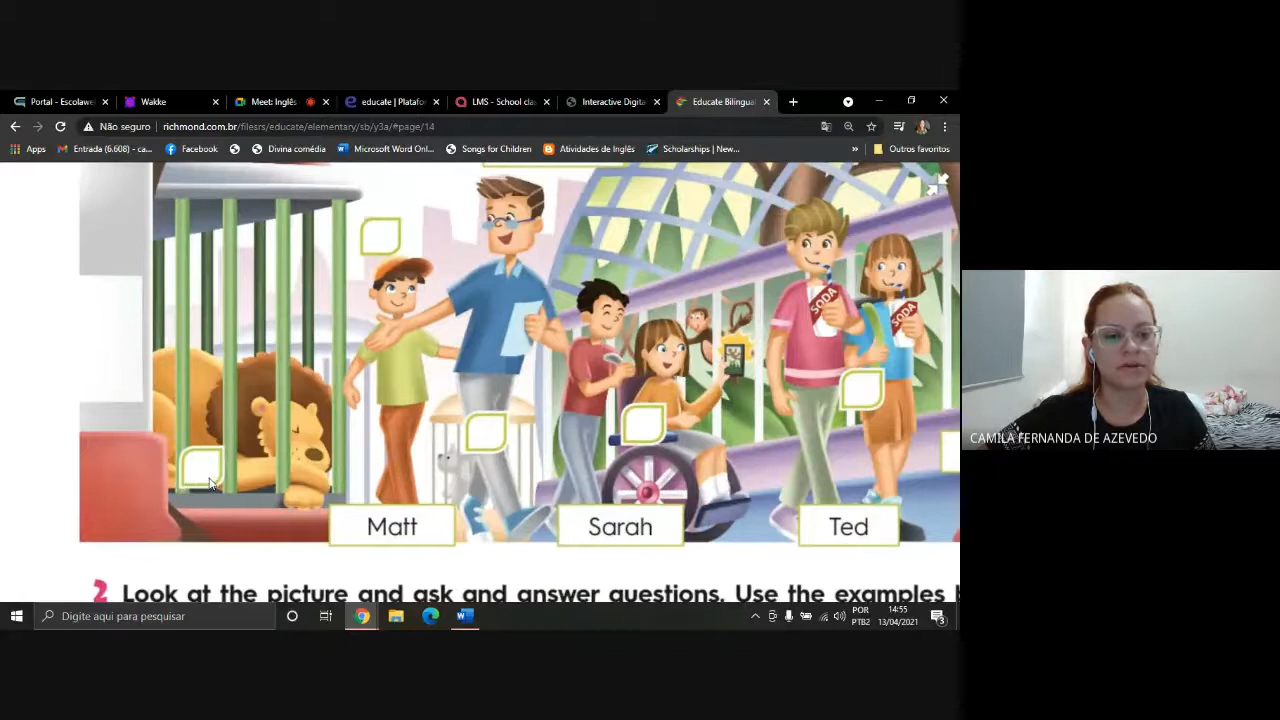 Portal - Escolawel
Wakke
Meet: Inglês
educate | Platafor
LMS - School clas
Interactive Digita
Educate Bilingual
Não seguro
richmond.com.br/filesrs/educate/elementary/sb/y3a/#page/14
Apps
Entrada (6.608) - ca...
Facebook
Divina comédia
Microsoft Word Onl...
Songs for Children
Atividades de Inglês
Scholarships | New...
»
Outros favoritos
SODA
SODA
Matt
Sarah
Ted
2 Look at the picture and ask and answer questions. Use the examples
CAMILA FERNANDA DE AZEVEDO
Digite aqui para pesquisar
POR
PTB2
14:55
13/04/2021
3